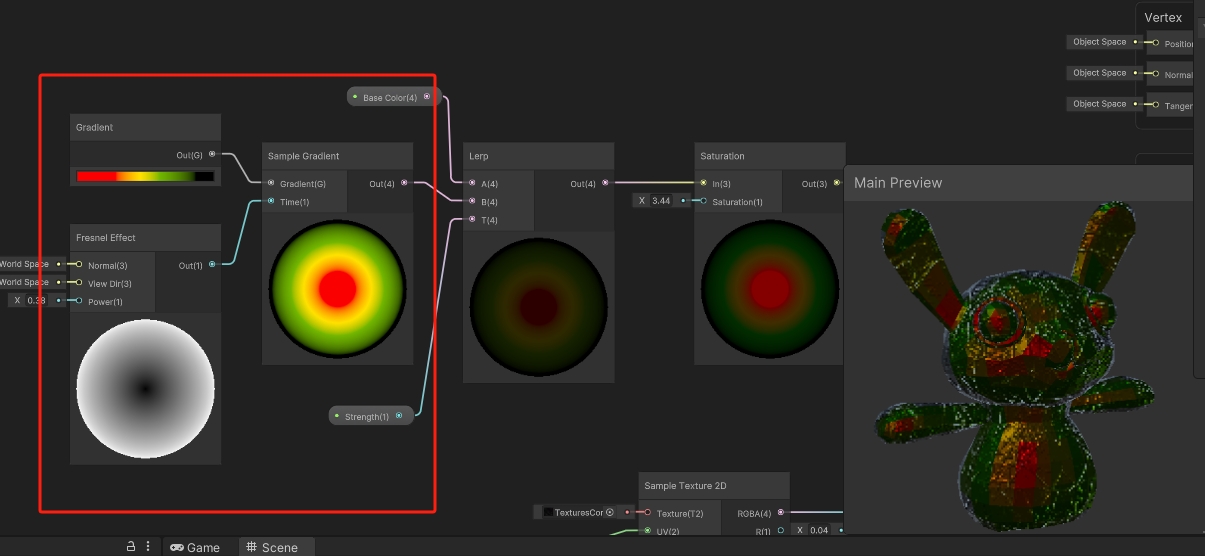 Vertex
Object Space
Position
Object Space
Normal
Object Space
Tangen
Base Color(4)
Gradient
Out(G)
Sample Gradient
Gradient(G)
Out(4)
Time(1)
Lerp
A(4)
Out(4)
B(4)
T(4)
Saturation
In(3)
Out(3)
X 3.44
Saturation(1)
Main Preview
Fresnel Effect
World Space
Normal(3)
Out(1)
World Space
View Dir(3)
X 0.38
Power(1)
Strength(1)
Sample Texture 2D
TexturesCor
Texture(T2)
RGBA(4)
UV(2)
R(1)
X 0.04
Game
Scene